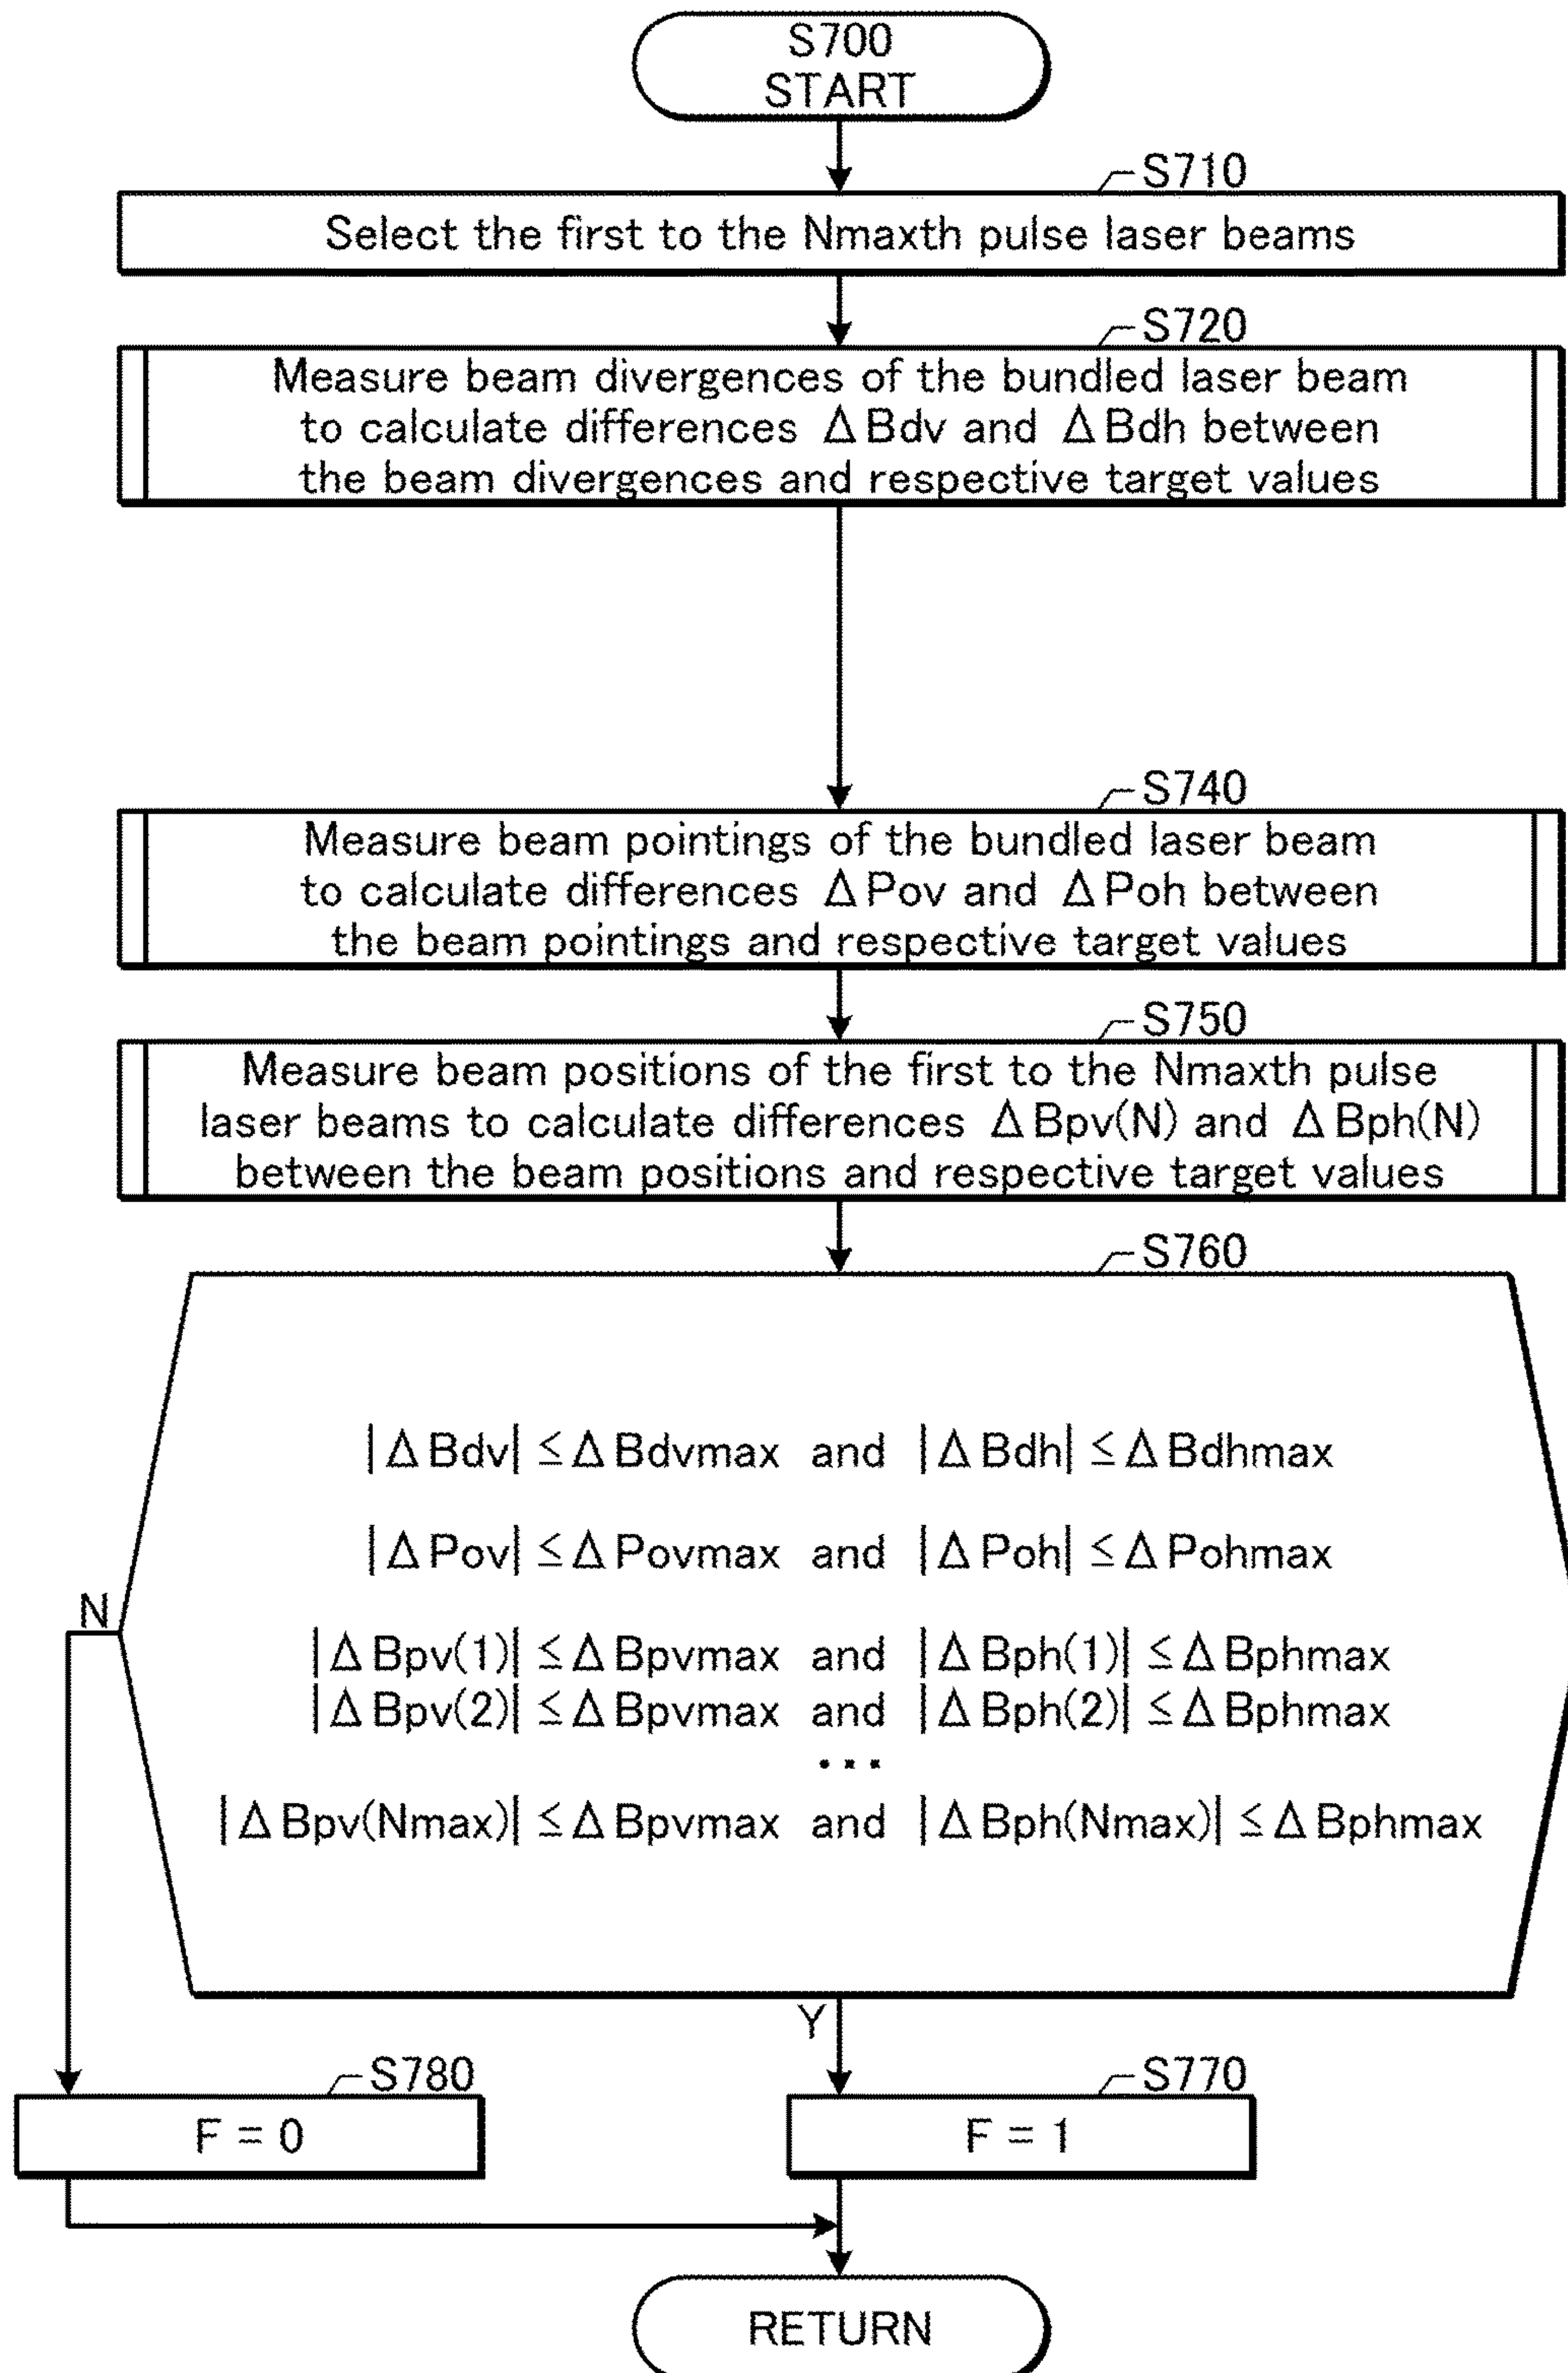 S700
START
S710
Select the first to the Nmaxth pulse laser beams
S720
Measure beam divergences of the bundled laser beam
to calculate differences ΔBdv and ΔBdh between
the beam divergences and respective target values
S740
Measure beam pointings of the bundled laser beam
to calculate differences ΔPov and ΔPoh between
the beam pointings and respective target values
S750
Measure beam positions of the first to the Nmaxth pulse
laser beams to calculate differences ΔBpv(N) and ΔBph(N)
between the beam positions and respective target values
S760
|ΔBdv| ≤ ΔBdvmax and |ΔBdh| ≤ ΔBdhmax
|ΔPov| ≤ ΔPovmax and |ΔPoh| ≤ ΔPohmax
N
|ΔBpv(1)| ≤ ΔBpvmax and |ΔBph(1)| ≤ ΔBphmax
|ΔBpv(2)| ≤ ΔBpvmax and |ΔBph(2)| ≤ ΔBphmax
...
|ΔBpv(Nmax)| ≤ ΔBpvmax and |ΔBph(Nmax)| ≤ ΔBphmax
Y
S780
S770
F = 0
F = 1
RETURN